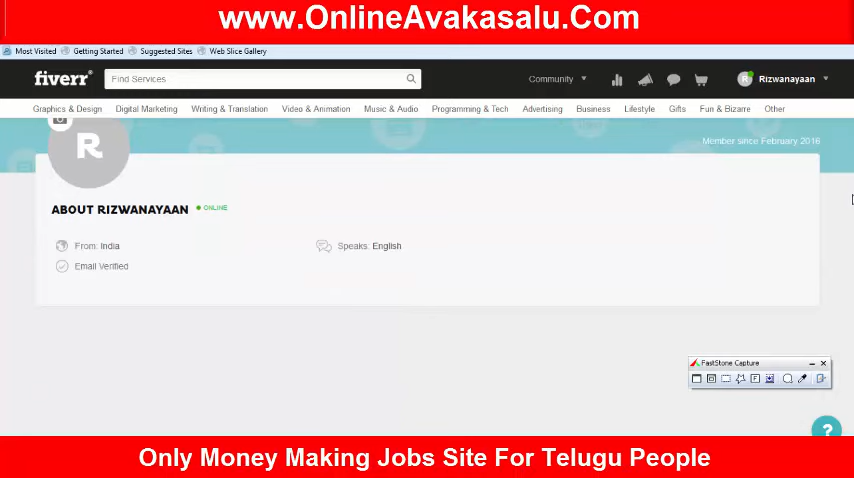 www.OnlineAvakasalu.Com
Most Visited Getting Started Suggested Sites Web Slice Gallery
fiverr® Find Services Community R Rizwanayaan
Graphics & Design Digital Marketing Writing & Translation Video & Animation Music & Audio Programming & Tech Advertising Business Lifestyle Gifts Fun & Bizarre Other
R
Member since February 2016
ABOUT RIZWANAYAAN ONLINE
From: India Speaks: English
Email Verified
FastStone Capture
?
Only Money Making Jobs Site For Telugu People